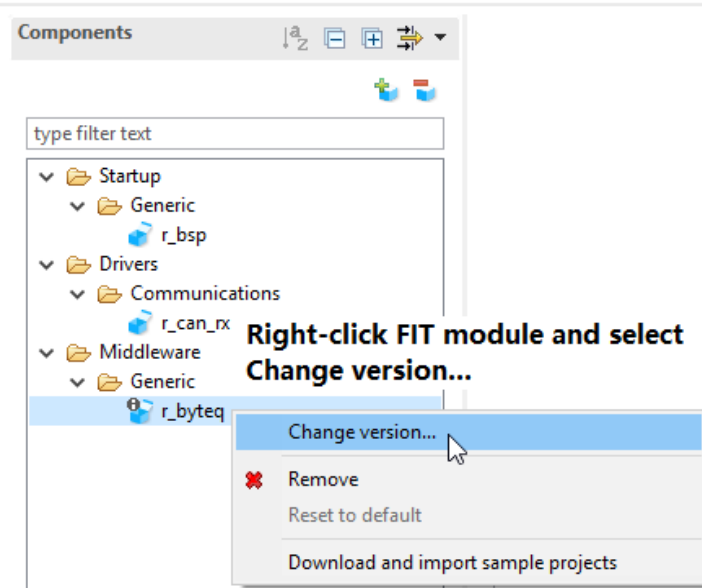 Components
type filter text
Startup
Generic
r_bsp
Drivers
Communications
r_can_rx
Right-click FIT module and select
Change version...
Middleware
Generic
r_byteq
Change version...
Remove
Reset to default
Download and import sample projects